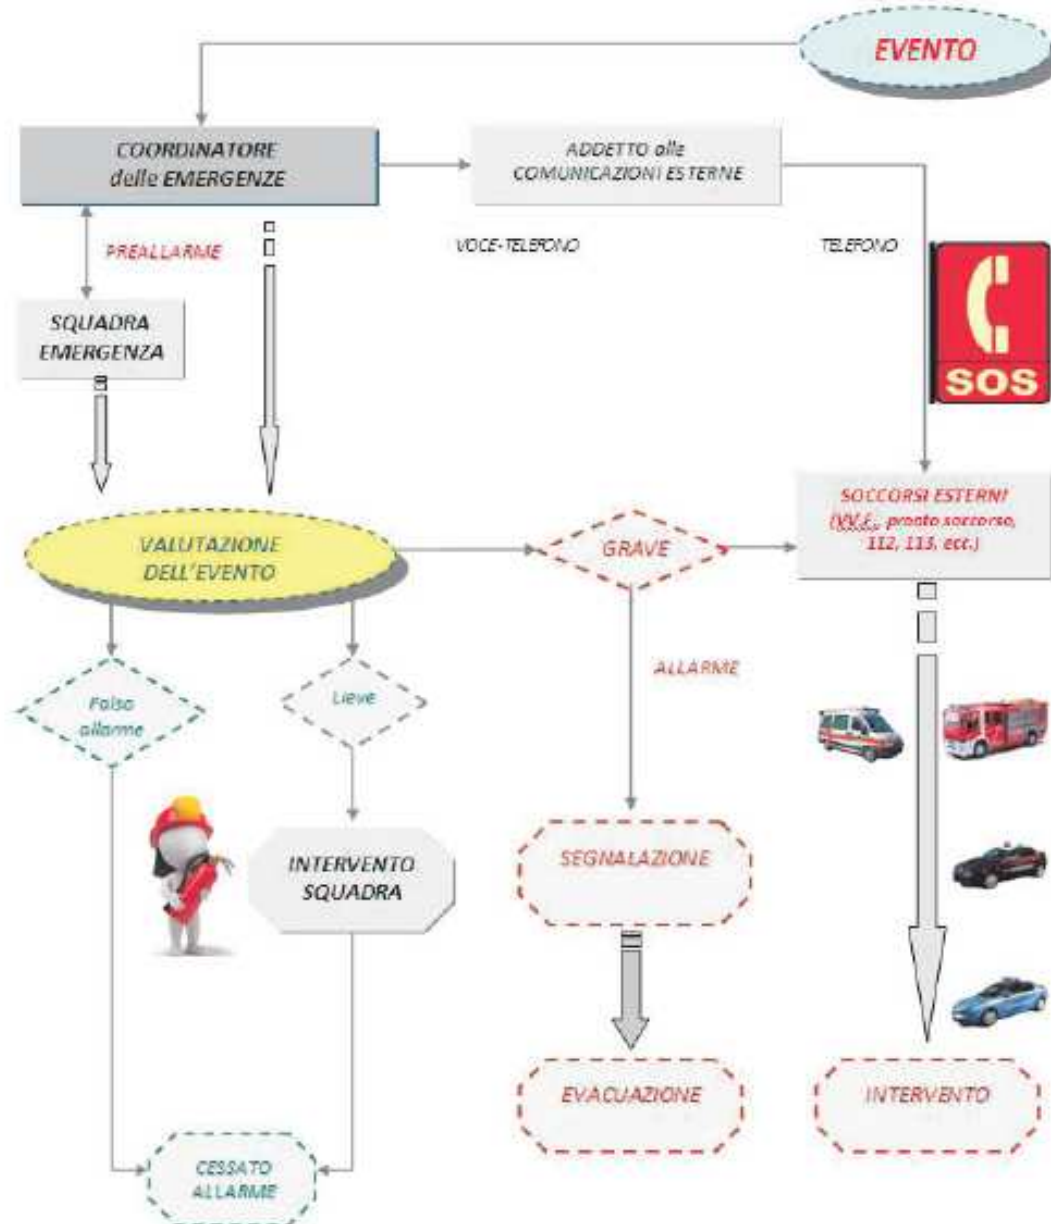 EVENTO
COORDINATORE
delle EMERGENZE
ADDETTO alle
COMUNICAZIONI ESTERNE
PREALLARME
VOCE-TELEFONO
TELEFONO
SQUADRA
EMERGENZA
SOS
SOCCORSI ESTERNI
(VV.F., pronto soccorso,
112, 113, ecc.)
VALUTAZIONE
DELL'EVENTO
GRAVE
ALLARME
Falso
allarme
Lieve
INTERVENTO
SQUADRA
SEGNALAZIONE
EVACUAZIONE
INTERVENTO
CESSATO
ALLARME